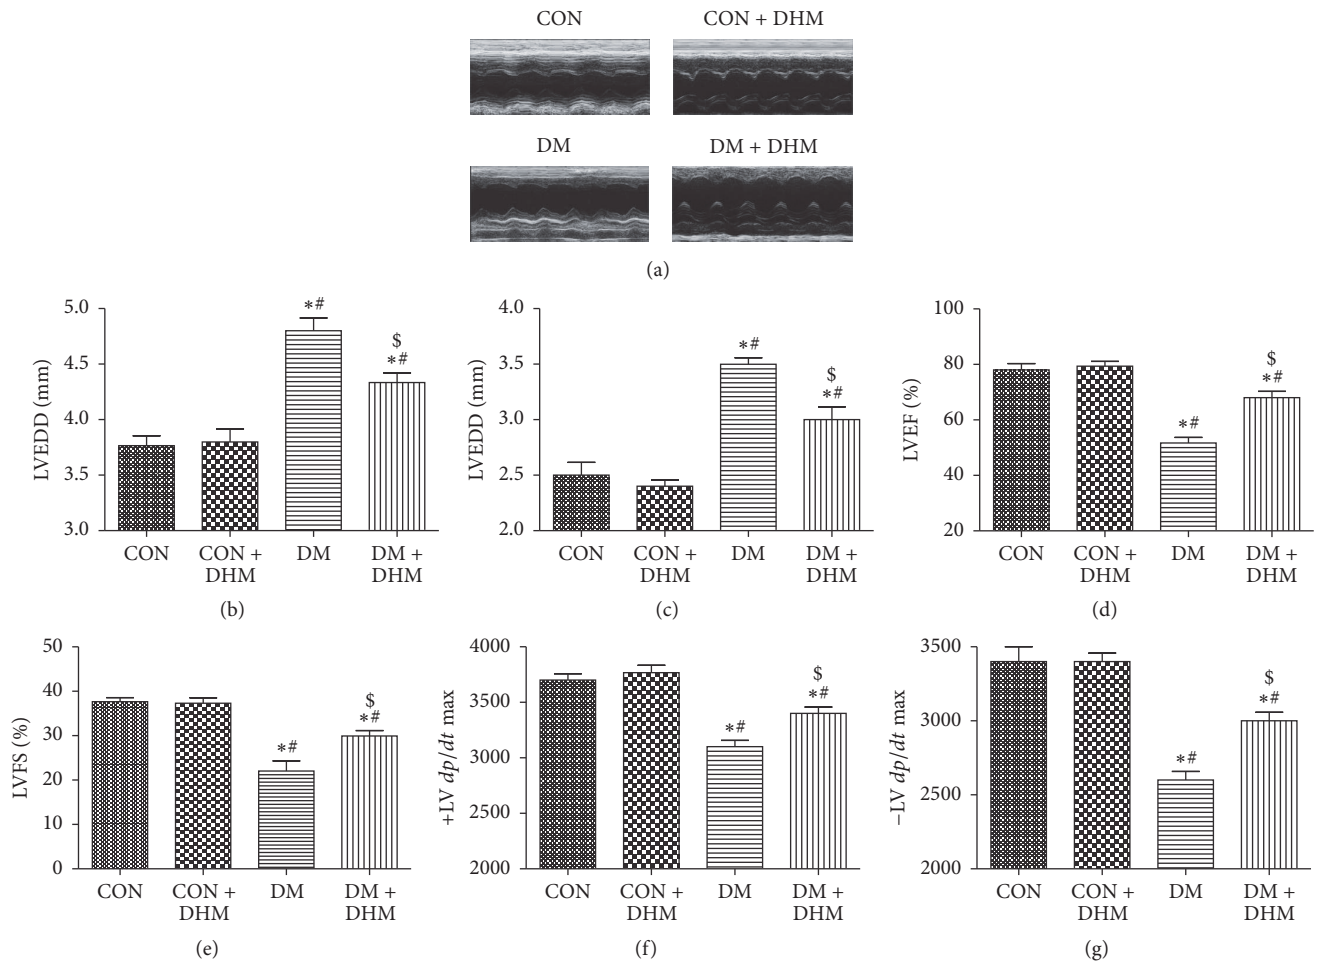 CON
CON + DHM
DM
DM + DHM
(a)
LVEDD (mm)
5.0
4.5
4.0
3.5
3.0
*#
$
*#
CON
CON +
DHM
DM
DM +
DHM
(b)
LVEDD (mm)
4.0
3.5
3.0
2.5
2.0
*#
$
*#
CON
CON +
DHM
DM
DM +
DHM
(c)
LVEF (%)
100
80
60
40
20
*#
$
*#
CON
CON +
DHM
DM
DM +
DHM
(d)
LVFS (%)
50
40
30
20
10
0
*#
$
*#
CON
CON +
DHM
DM
DM +
DHM
(e)
+LV dp/dt max
4000
3500
3000
2500
2000
*#
$
*#
CON
CON +
DHM
DM
DM +
DHM
(f)
−LV dp/dt max
3500
3000
2500
2000
*#
$
*#
CON
CON +
DHM
DM
DM +
DHM
(g)